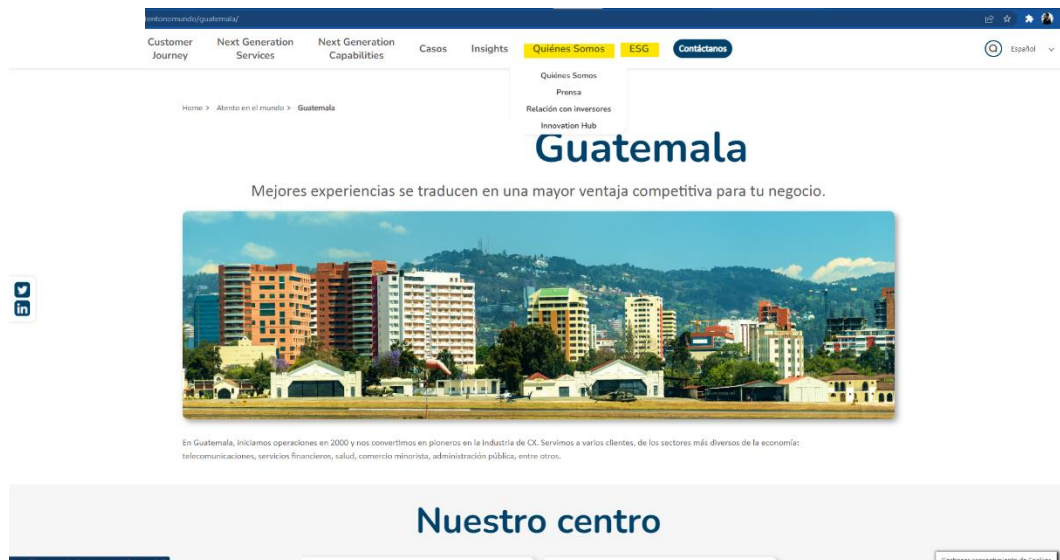 tentonomundo/guatemala/
Customer Journey
Next Generation Services
Next Generation Capabilities
Casos
Insights
Quiénes Somos
ESG
Contáctanos
Español
Quiénes Somos
Prensa
Relación con inversores
Innovation Hub
Home > Atento en el mundo > Guatemala
Guatemala
Mejores experiencias se traducen en una mayor ventaja competitiva para tu negocio.
En Guatemala, iniciamos operaciones en 2000 y nos convertimos en pioneros en la industria de CX. Servimos a varios clientes, de los sectores más diversos de la economía:
telecomunicaciones, servicios financieros, salud, comercio minorista, administración pública, entre otros.
Nuestro centro